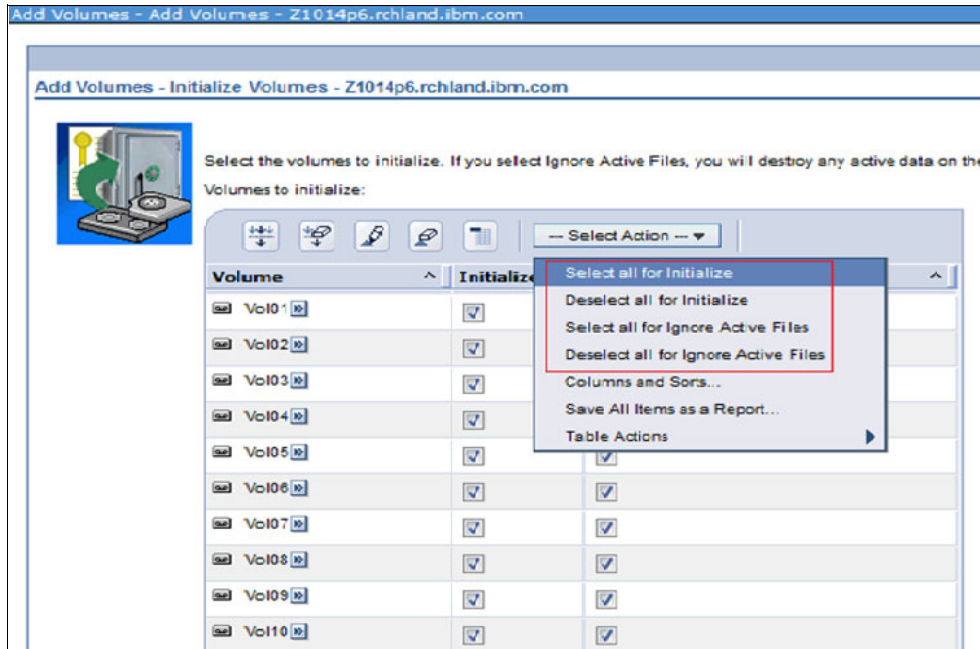 Add Volumes - Add Volumes - Z1014p6.rchland.ibm.com
Add Volumes - Initialize Volumes - Z1014p6.rchland.ibm.com
Select the volumes to initialize. If you select Ignore Active Files, you will destroy any active data on the
Volumes to initialize:
--- Select Action ---
Volume
Initialize
Select all for Initialize
Deselect all for Initialize
Select all for Ignore Active Files
Deselect all for Ignore Active Files
Columns and Sorts...
Save All Items as a Report...
Table Actions
Vol01
Vol02
Vol03
Vol04
Vol05
Vol06
Vol07
Vol08
Vol09
Vol10